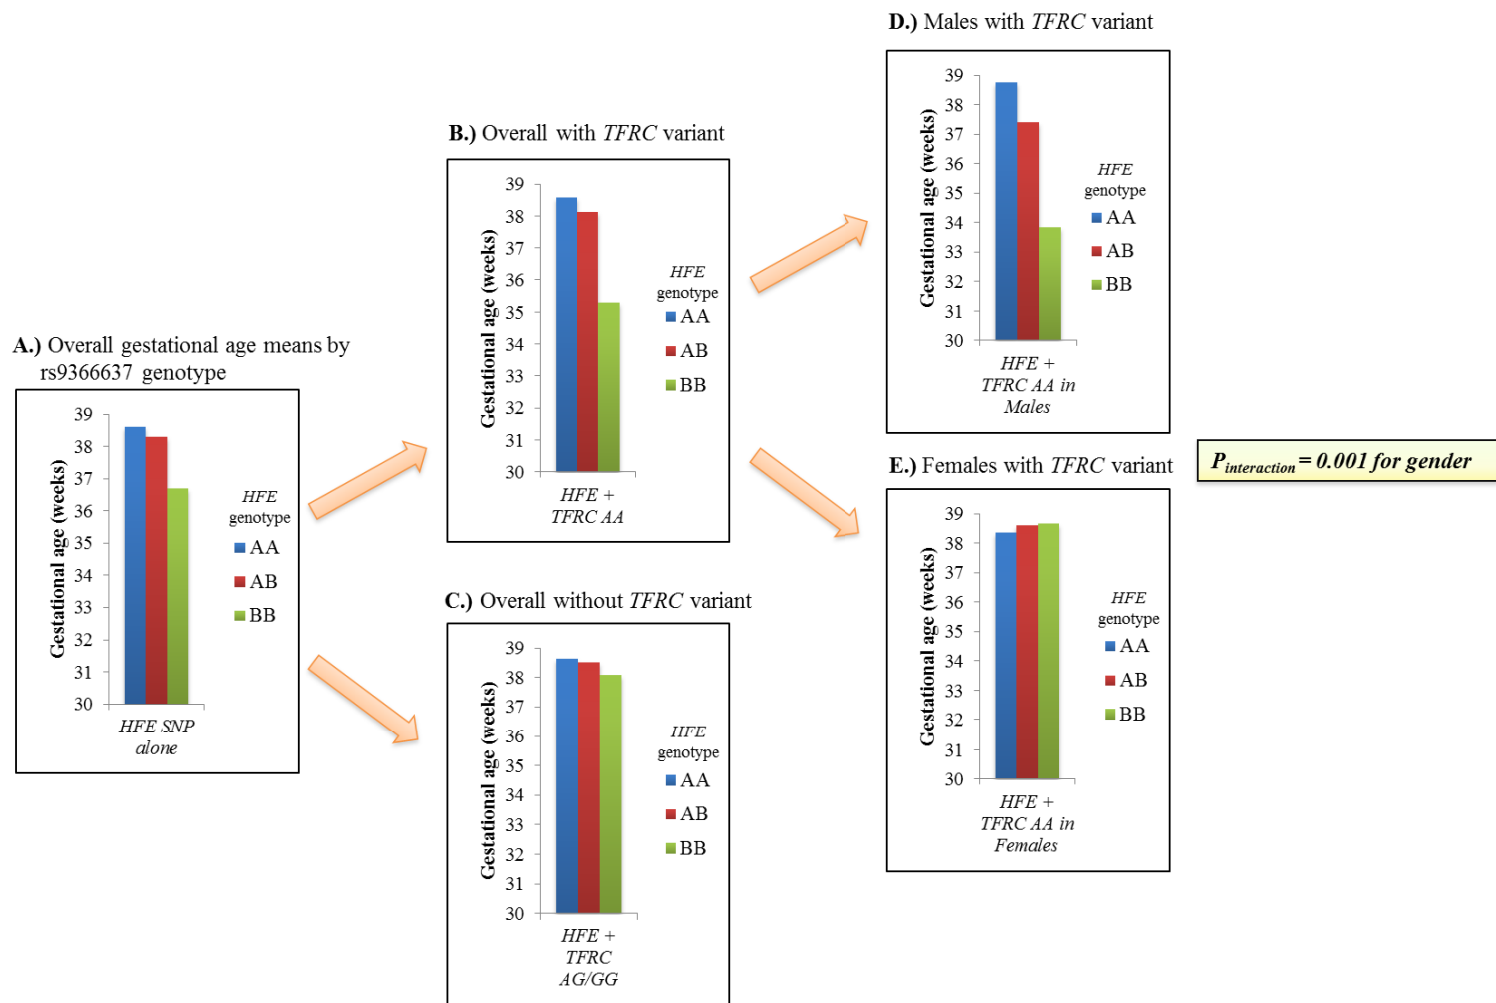 D.) Males with TFRC variant
39
38
37
36
35
34
33
32
31
30
Gestational age (weeks)
HFE
genotype
AA
AB
BB
HFE +
TFRC AA in
Males
B.) Overall with TFRC variant
39
38
37
36
35
34
33
32
31
30
Gestational age (weeks)
HFE
genotype
AA
AB
BB
HFE +
TFRC AA
A.) Overall gestational age means by
rs9366637 genotype
39
38
37
36
35
34
33
32
31
30
Gestational age (weeks)
HFE
genotype
AA
AB
BB
HFE SNP
alone
Pinteraction = 0.001 for gender
E.) Females with TFRC variant
39
38
37
36
35
34
33
32
31
30
Gestational age (weeks)
HFE
genotype
AA
AB
BB
HFE +
TFRC AA in
Females
C.) Overall without TFRC variant
39
38
37
36
35
34
33
32
31
30
Gestational age (weeks)
HFE
genotype
AA
AB
BB
HFE +
TFRC
AG/GG